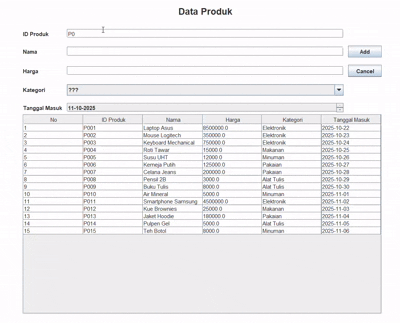 Data Produk
ID Produk P0
Nama Add
Harga Cancel
Kategori ???
Tanggal Masuk 11-10-2025
No ID Produk Nama Harga Kategori Tanggal Masuk
1 P001 Laptop Asus 8500000.0 Elektronik 2025-10-22
2 P002 Mouse Logitech 350000.0 Elektronik 2025-10-23
3 P003 Keyboard Mechanical 750000.0 Elektronik 2025-10-24
4 P004 Roti Tawar 15000.0 Makanan 2025-10-25
5 P005 Susu UHT 12000.0 Minuman 2025-10-26
6 P006 Kemeja Putih 125000.0 Pakaian 2025-10-27
7 P007 Celana Jeans 200000.0 Pakaian 2025-10-28
8 P008 Pensil 2B 3000.0 Alat Tulis 2025-10-29
9 P009 Buku Tulis 8000.0 Alat Tulis 2025-10-30
10 P010 Air Mineral 5000.0 Minuman 2025-11-01
11 P011 Smartphone Samsung 4500000.0 Elektronik 2025-11-02
12 P012 Kue Brownies 25000.0 Makanan 2025-11-03
13 P013 Jaket Hoodie 180000.0 Pakaian 2025-11-04
14 P014 Pulpen Gel 5000.0 Alat Tulis 2025-11-05
15 P015 Teh Botol 8000.0 Minuman 2025-11-06